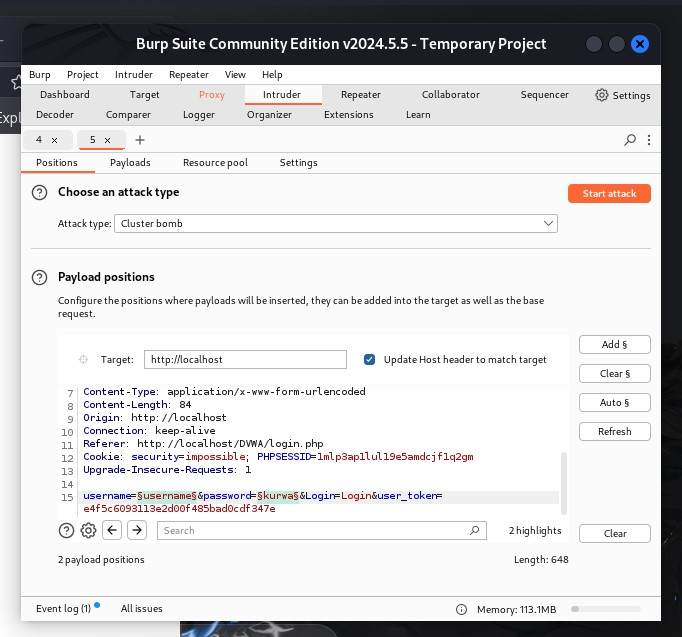 Burp Suite Community Edition v2024.5.5 - Temporary Project
Burp Project Intruder Repeater View Help
Dashboard Target Proxy Intruder Repeater Collaborator Sequencer Settings
Decoder Comparer Logger Organizer Extensions Learn
4 × 5 × +
Positions Payloads Resource pool Settings
? Choose an attack type Start attack
Attack type: Cluster bomb
? Payload positions
Configure the positions where payloads will be inserted, they can be added into the target as well as the base
request.
Add §
Target: http://localhost Update Host header to match target
Clear §
7 Content-Type: application/x-www-form-urlencoded
8 Content-Length: 84
Auto §
9 Origin: http://localhost
10 Connection: keep-alive
Refresh
11 Referer: http://localhost/DVWA/login.php
12 Cookie: security=impossible; PHPSESSID=1mlp3ap1lul19e5amdcjf1q2gm
13 Upgrade-Insecure-Requests: 1
14
15 username=§username§&password=§kurwa§&Login=Login&user_token=
e4f5c6093113e2d00f485bad0cdf347e
? Search 2 highlights Clear
2 payload positions Length: 648
Event log (1) All issues Memory: 113.1MB
Expl